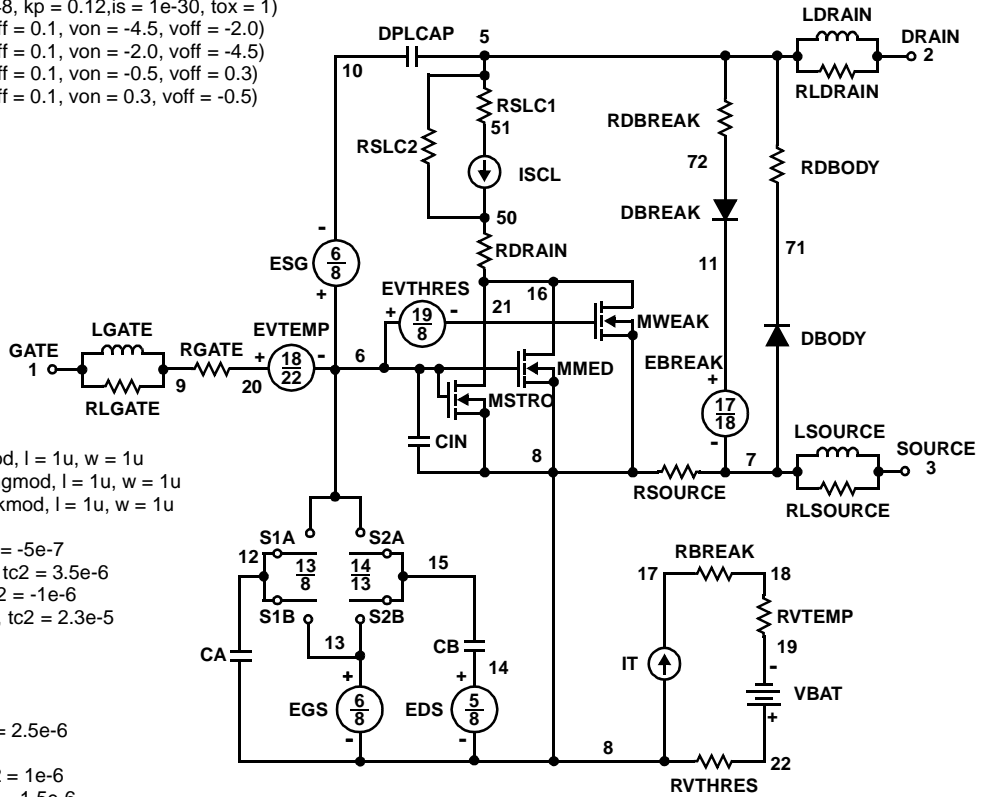 48, kp = 0.12,is = 1e-30, tox = 1)
ff = 0.1, von = -4.5, voff = -2.0)
ff = 0.1, von = -2.0, voff = -4.5)
ff = 0.1, von = -0.5, voff = 0.3)
ff = 0.1, von = 0.3, voff = -0.5)
LDRAIN
DPLCAP 5
DRAIN
2
10
RLDRAIN
RSLC1
51
RDBREAK
RSLC2
72
RDBODY
ISCL
DBREAK
50
71
RDRAIN
11
ESG 6 8
- +
EVTHRES
+ 19 8 -
21
16
MWEAK
LGATE
EVTEMP
GATE
1
RGATE
+ 18 22 -
6
MMED
EBREAK
DBODY
9
20
MSTRO
+ 17 18 -
RLGATE
CIN
LSOURCE
8
7
SOURCE
3
RSOURCE
RLSOURCE
od, l = 1u, w = 1u
gmod, l = 1u, w = 1u
kmod, l = 1u, w = 1u
= -5e-7
tc2 = 3.5e-6
2 = -1e-6
, tc2 = 2.3e-5
= 2.5e-6
2 = 1e-6
S1A
S2A
12
13 8
14 13
15
S1B
S2B
13
CA
CB
14
+ +
EGS 6 8
EDS 5 8
- -
RBREAK
17
18
RVTEMP
19
IT
-
VBAT
+
8
22
RVTHRES